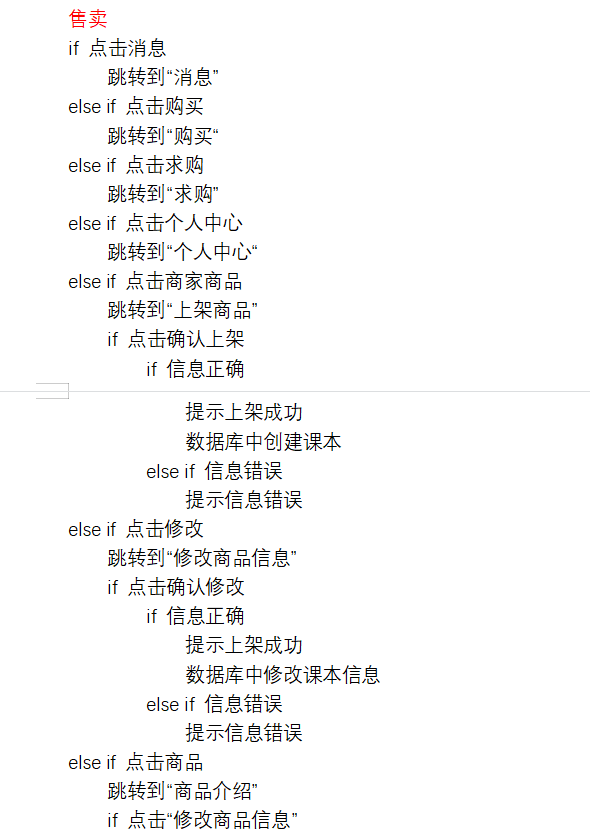 售卖
if 点击消息
跳转到“消息”
else if 点击购买
跳转到“购买“
else if 点击求购
跳转到“求购”
else if 点击个人中心
跳转到“个人中心“
else if 点击商家商品
跳转到“上架商品”
if 点击确认上架
if 信息正确
提示上架成功
数据库中创建课本
else if 信息错误
提示信息错误
else if 点击修改
跳转到“修改商品信息”
if 点击确认修改
if 信息正确
提示上架成功
数据库中修改课本信息
else if 信息错误
提示信息错误
else if 点击商品
跳转到“商品介绍”
if 点击“修改商品信息”